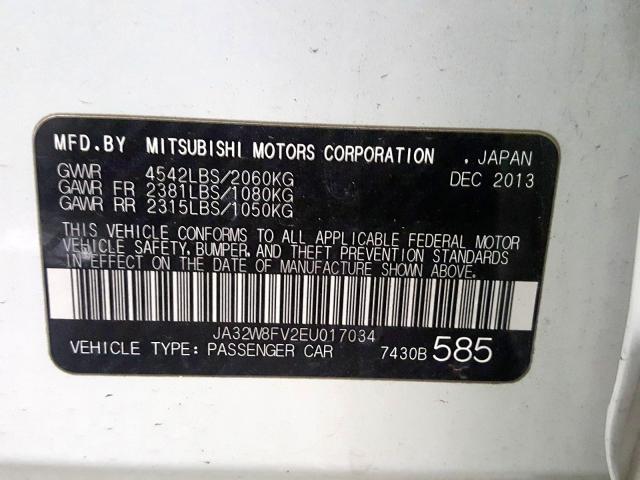 MFD.BY MITSUBISHI MOTORS CORPORATION , JAPAN
GVWR 4542LBS/2060KG DEC 2013
GAWR FR 2381LBS/1080KG
GAWR RR 2315LBS/1050KG
THIS VEHICLE CONFORMS TO ALL APPLICABLE FEDERAL MOTOR
VEHICLE SAFETY, BUMPER, AND THEFT PREVENTION STANDARDS
IN EFFECT ON THE DATE OF MANUFACTURE SHOWN ABOVE.
JA32W8FV2EU017034
VEHICLE TYPE: PASSENGER CAR 7430B 585